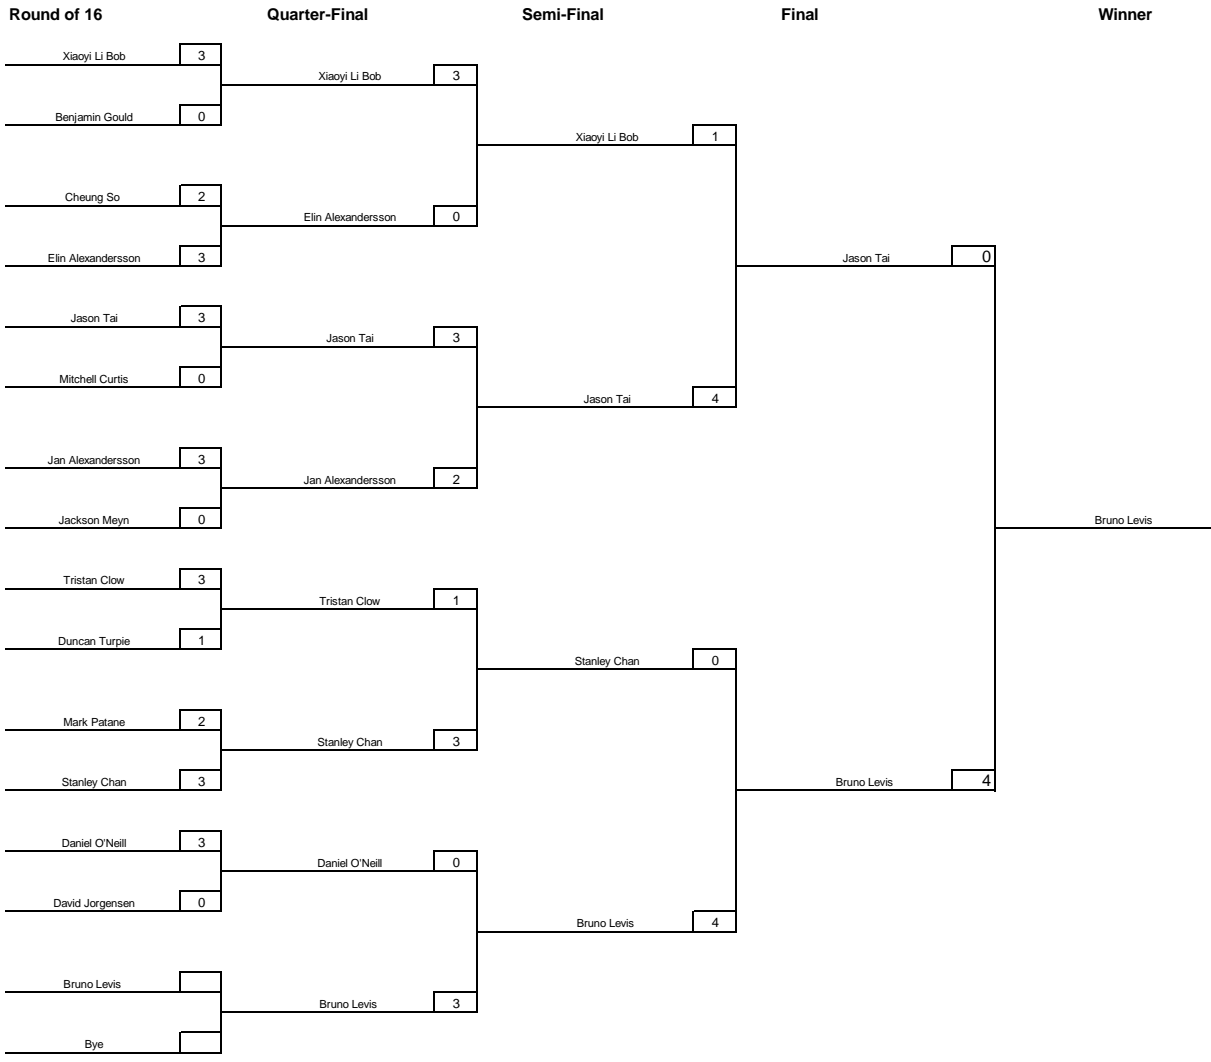 Round of 16 Quarter-Final Semi-Final Final Winner
Xiaoyi Li Bob 3
Xiaoyi Li Bob 3
Benjamin Gould 0
Xiaoyi Li Bob 1
Cheung So 2
Elin Alexandersson 0
Elin Alexandersson 3
Jason Tai 0
Jason Tai 3
Jason Tai 3
Mitchell Curtis 0
Jason Tai 4
Jan Alexandersson 3
Jan Alexandersson 2
Jackson Meyn 0
Bruno Levis
Tristan Clow 3
Tristan Clow 1
Duncan Turpie 1
Stanley Chan 0
Mark Patane 2
Stanley Chan 3
Stanley Chan 3
Bruno Levis 4
Daniel O'Neill 3
Daniel O'Neill 0
David Jorgensen 0
Bruno Levis 4
Bruno Levis
Bruno Levis 3
Bye